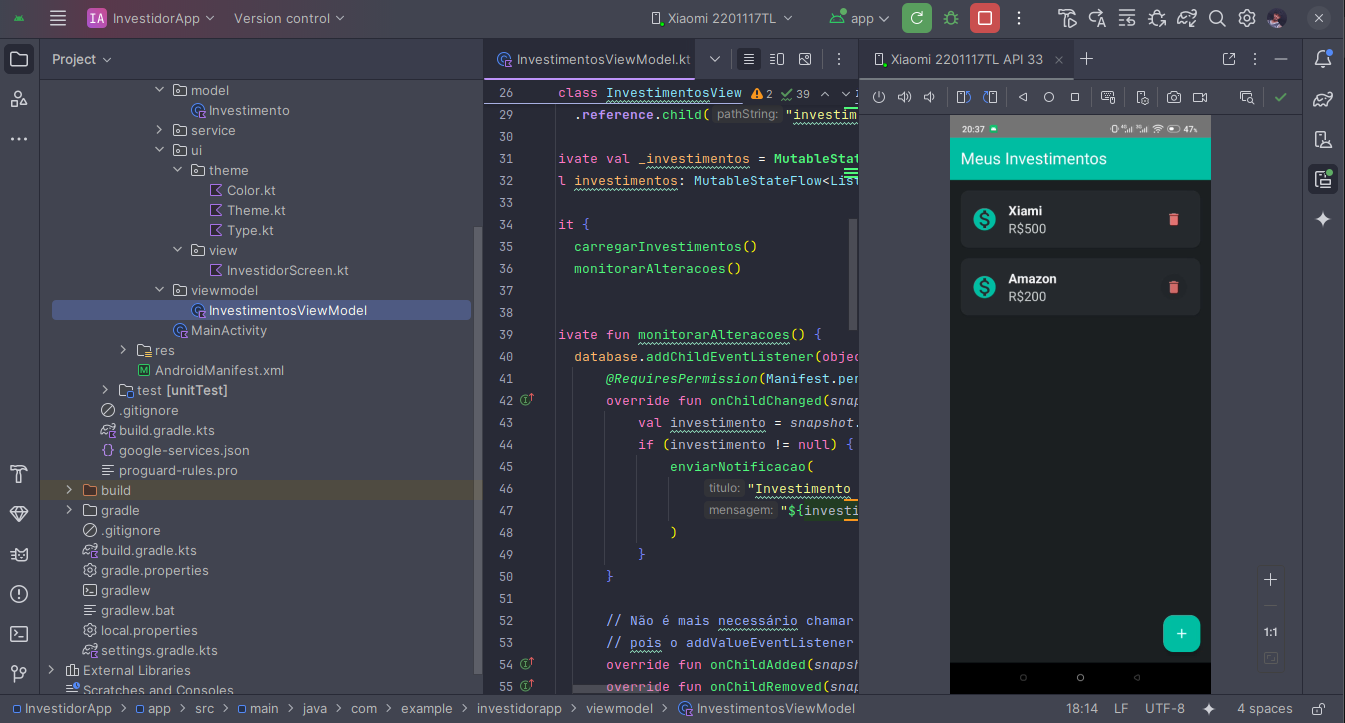 IA InvestidorApp Version control Xiaomi 2201117TL app
Project
model
Investimento
service
ui
theme
Color.kt
Theme.kt
Type.kt
view
InvestidorScreen.kt
viewmodel
InvestimentosViewModel
MainActivity
res
AndroidManifest.xml
test [unitTest]
.gitignore
build.gradle.kts
google-services.json
proguard-rules.pro
build
gradle
.gitignore
build.gradle.kts
gradle.properties
gradlew
gradlew.bat
local.properties
settings.gradle.kts
External Libraries
Scratches and Consoles
InvestimentosViewModel.kt
26 class InvestimentosView 2 39
29 .reference.child( pathString: "investim
30
31 ivate val _investimentos = MutableStat
32 l investimentos: MutableStateFlow<List
33
34 it {
35 carregarInvestimentos()
36 monitorarAlteracoes()
37
38
39 ivate fun monitorarAlteracoes() {
40 database.addChildEventListener(objec
41 @RequiresPermission(Manifest.per
42 override fun onChildChanged(snap
43 val investimento = snapshot.
44 if (investimento != null) {
45 enviarNotificacao(
46 titulo: "Investimento
47 mensagem: "${investi
48 )
49 }
50 }
51
52 // Não é mais necessário chamar
53 // pois o addValueEventListener
54 override fun onChildAdded(snapsh
55 override fun onChildRemoved(snap
Xiaomi 2201117TL API 33
20:37 47%
Meus Investimentos
Xiami
R$500
Amazon
R$200
+
1:1
InvestidorApp > app > src > main > java > com > example > investidorapp > viewmodel > InvestimentosViewModel 18:14 LF UTF-8 4 spaces